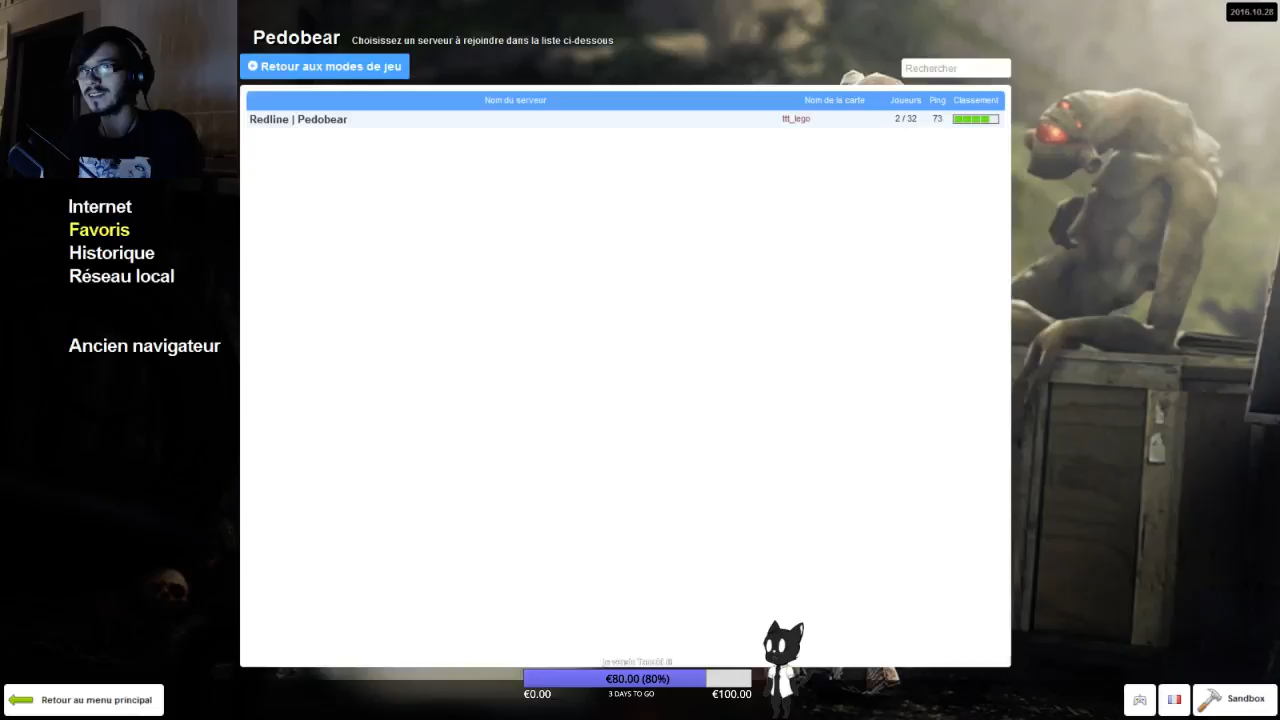 2016.10.28
Pedobear Choisissez un serveur à rejoindre dans la liste ci-dessous
Retour aux modes de jeu
Rechercher
Nom du serveur Nom de la carte Joueurs Ping Classement
Redline | Pedobear ttt_lego 2 / 32 73
Internet
Favoris
Historique
Réseau local
Ancien navigateur
€80.00 (80%)
€0.00 3 DAYS TO GO €100.00
Retour au menu principal
Sandbox